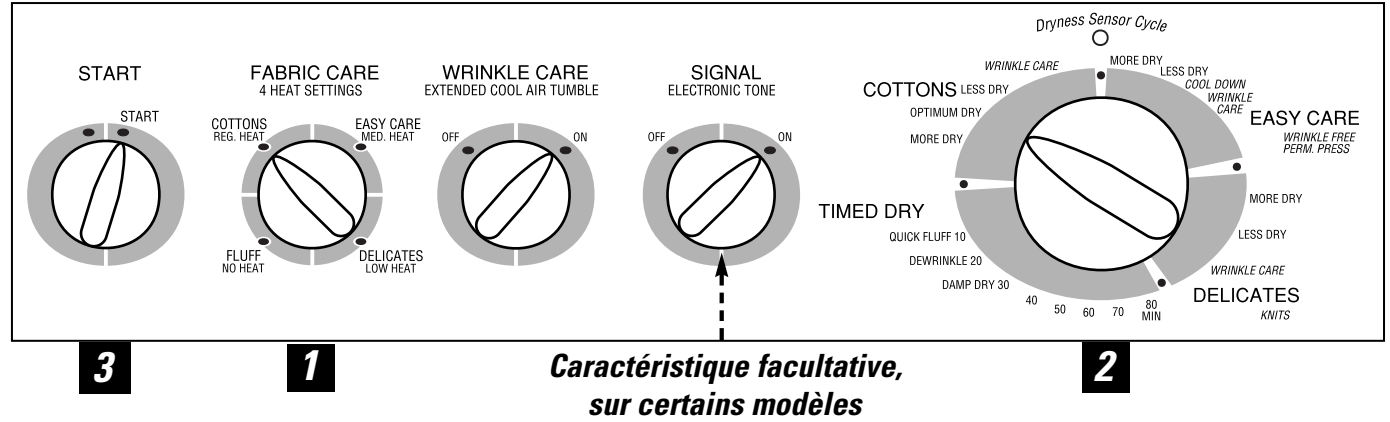 Dryness Sensor Cycle
START
START
FABRIC CARE
4 HEAT SETTINGS
COTTONS
REG. HEAT
EASY CARE
MED. HEAT
FLUFF
NO HEAT
DELICATES
LOW HEAT
WRINKLE CARE
EXTENDED COOL AIR TUMBLE
OFF
ON
SIGNAL
ELECTRONIC TONE
OFF
ON
WRINKLE CARE
COTTONS LESS DRY
OPTIMUM DRY
MORE DRY
MORE DRY
LESS DRY
COOL DOWN
WRINKLE
CARE
EASY CARE
WRINKLE FREE
PERM. PRESS
MORE DRY
LESS DRY
WRINKLE CARE
DELICATES
KNITS
TIMED DRY
QUICK FLUFF 10
DEWRINKLE 20
DAMP DRY 30
40
50
60
70
80
MIN
3
1
Caractéristique facultative,
sur certains modèles
2